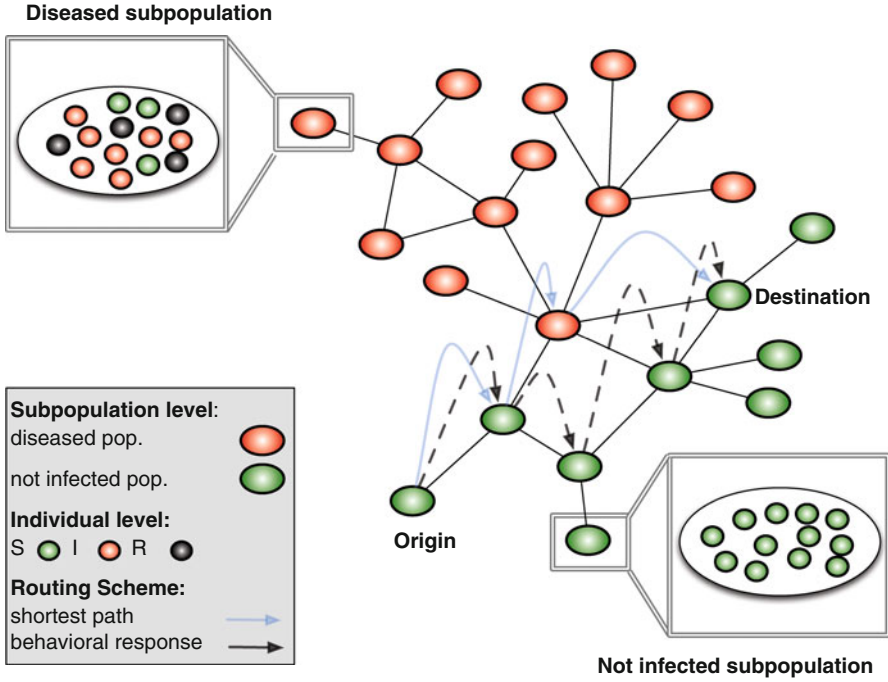 Diseased subpopulation
Destination
Subpopulation level:
diseased pop.
not infected pop.
Individual level:
S I R
Routing Scheme:
shortest path
behavioral response
Origin
Not infected subpopulation